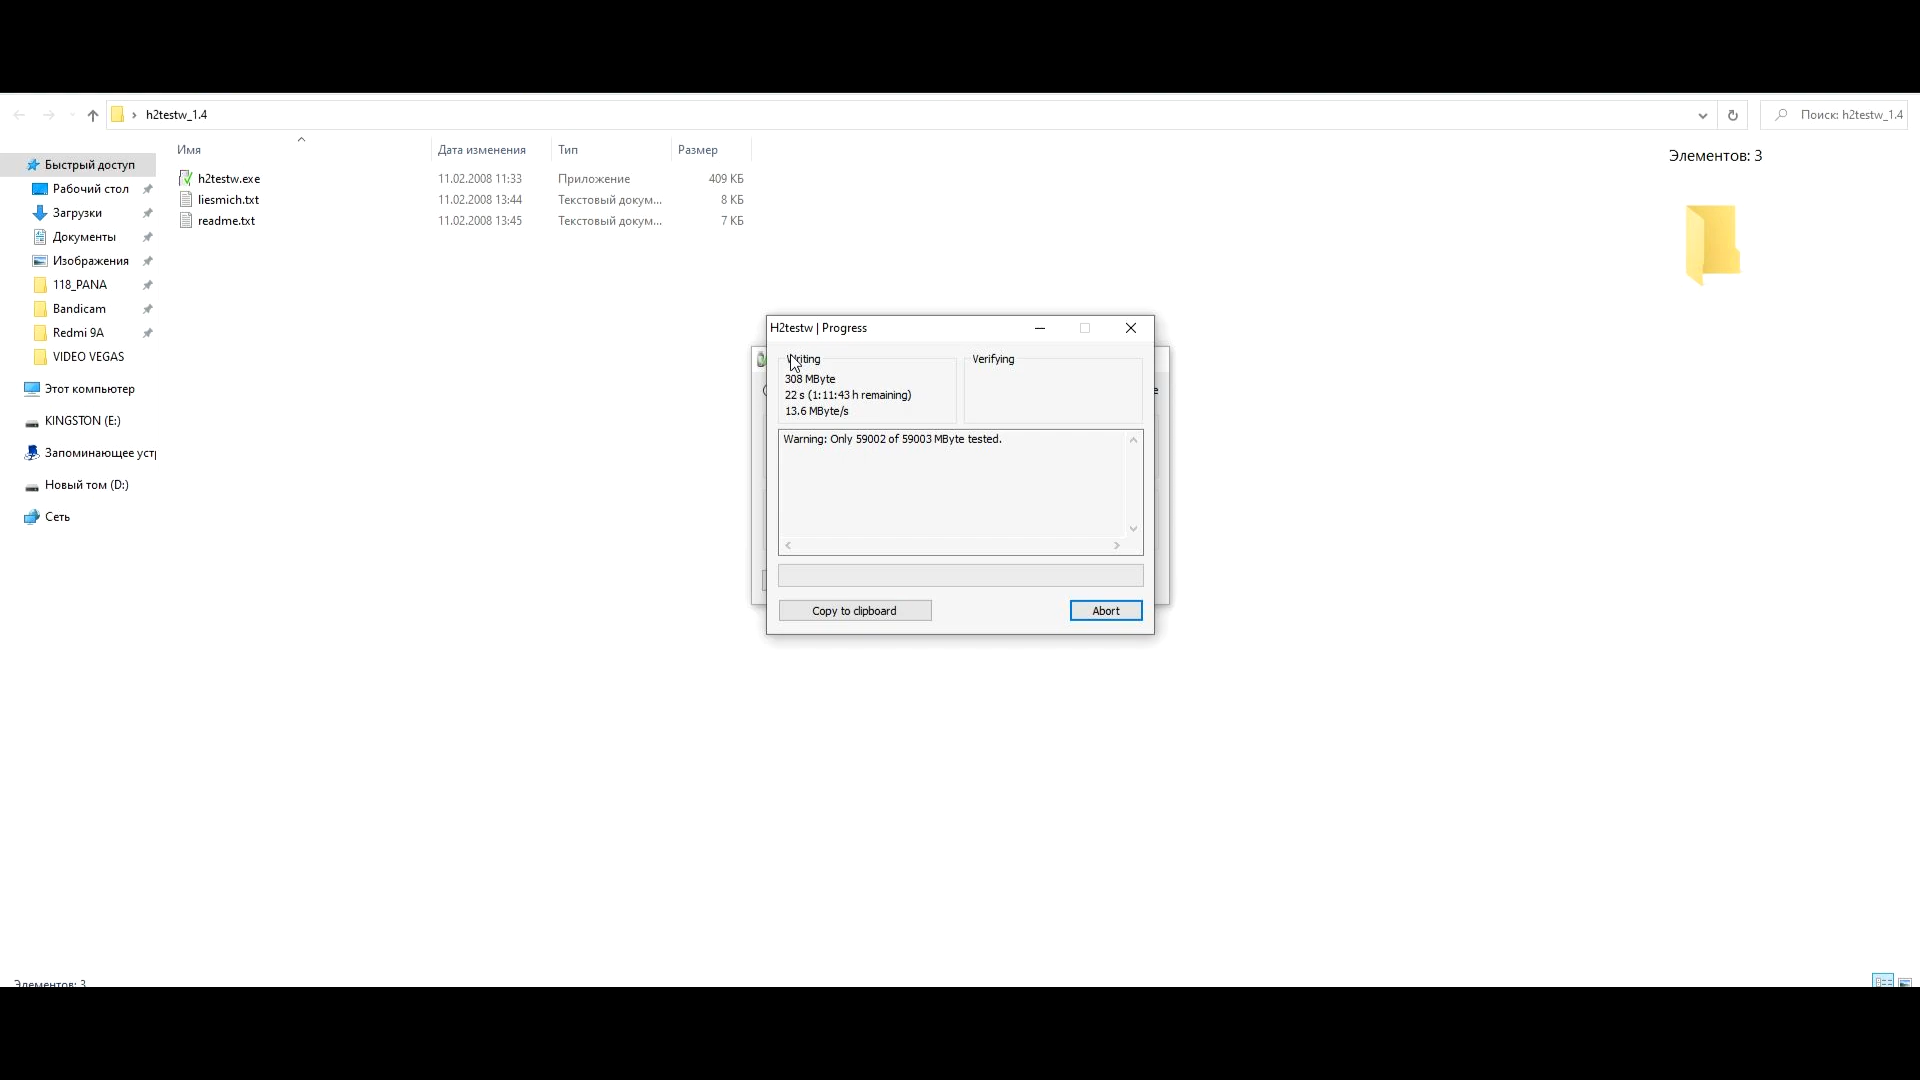 h2testw_1.4
Поиск: h2testw_1.4
Имя
Дата изменения
Тип
Размер
Элементов: 3
Быстрый доступ
Рабочий стол
Загрузки
Документы
Изображения
118_PANA
Bandicam
Redmi 9A
VIDEO VEGAS
Этот компьютер
KINGSTON (E:)
Запоминающее устр
Новый том (D:)
Сеть
h2testw.exe 11.02.2008 11:33 Приложение 409 КБ
liesmich.txt 11.02.2008 13:44 Текстовый докум... 8 КБ
readme.txt 11.02.2008 13:45 Текстовый докум... 7 КБ
H2testw | Progress
Writing
308 MByte
22 s (1:11:43 h remaining)
13.6 MByte/s
Verifying
Warning: Only 59002 of 59003 MByte tested.
Copy to clipboard
Abort
Элементов: 3